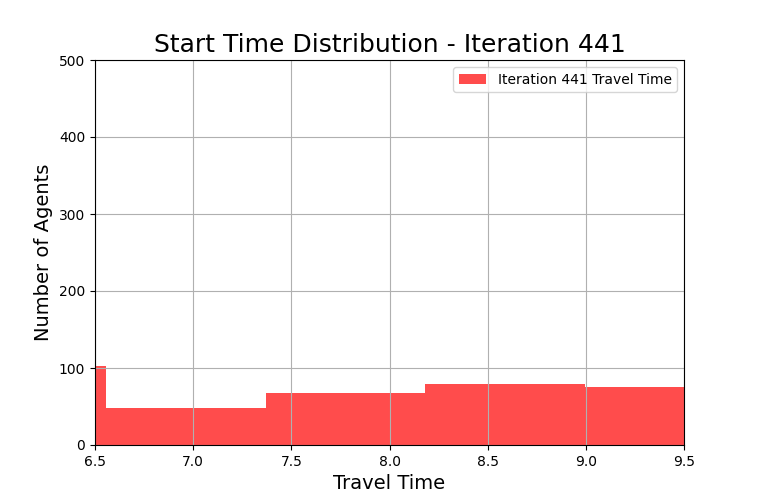 Start Time Distribution - Iteration 441
Iteration 441 Travel Time
Number of Agents
500
400
300
200
100
0
6.5 7.0 7.5 8.0 8.5 9.0 9.5
Travel Time